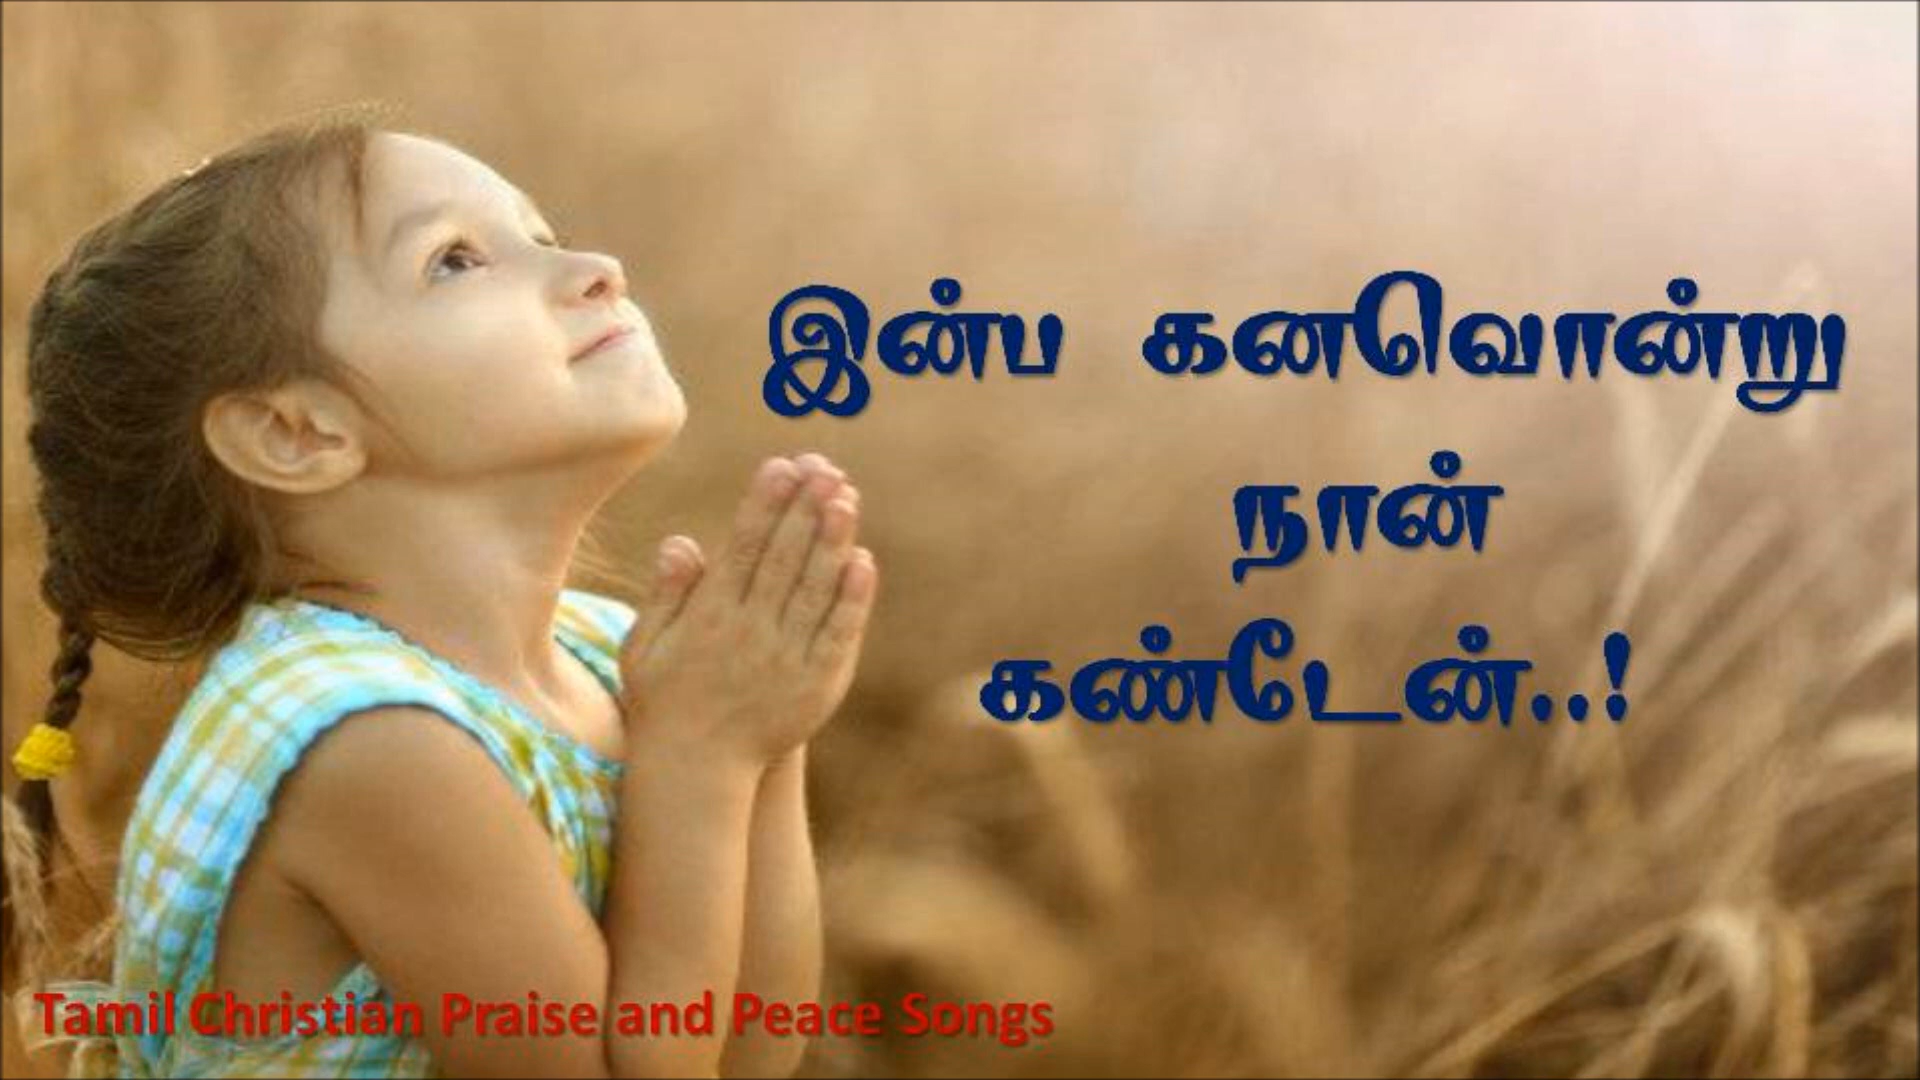 இன்ப கனவொன்று
நான்
கண்டேன்..!
Tamil Christian Praise and Peace Songs